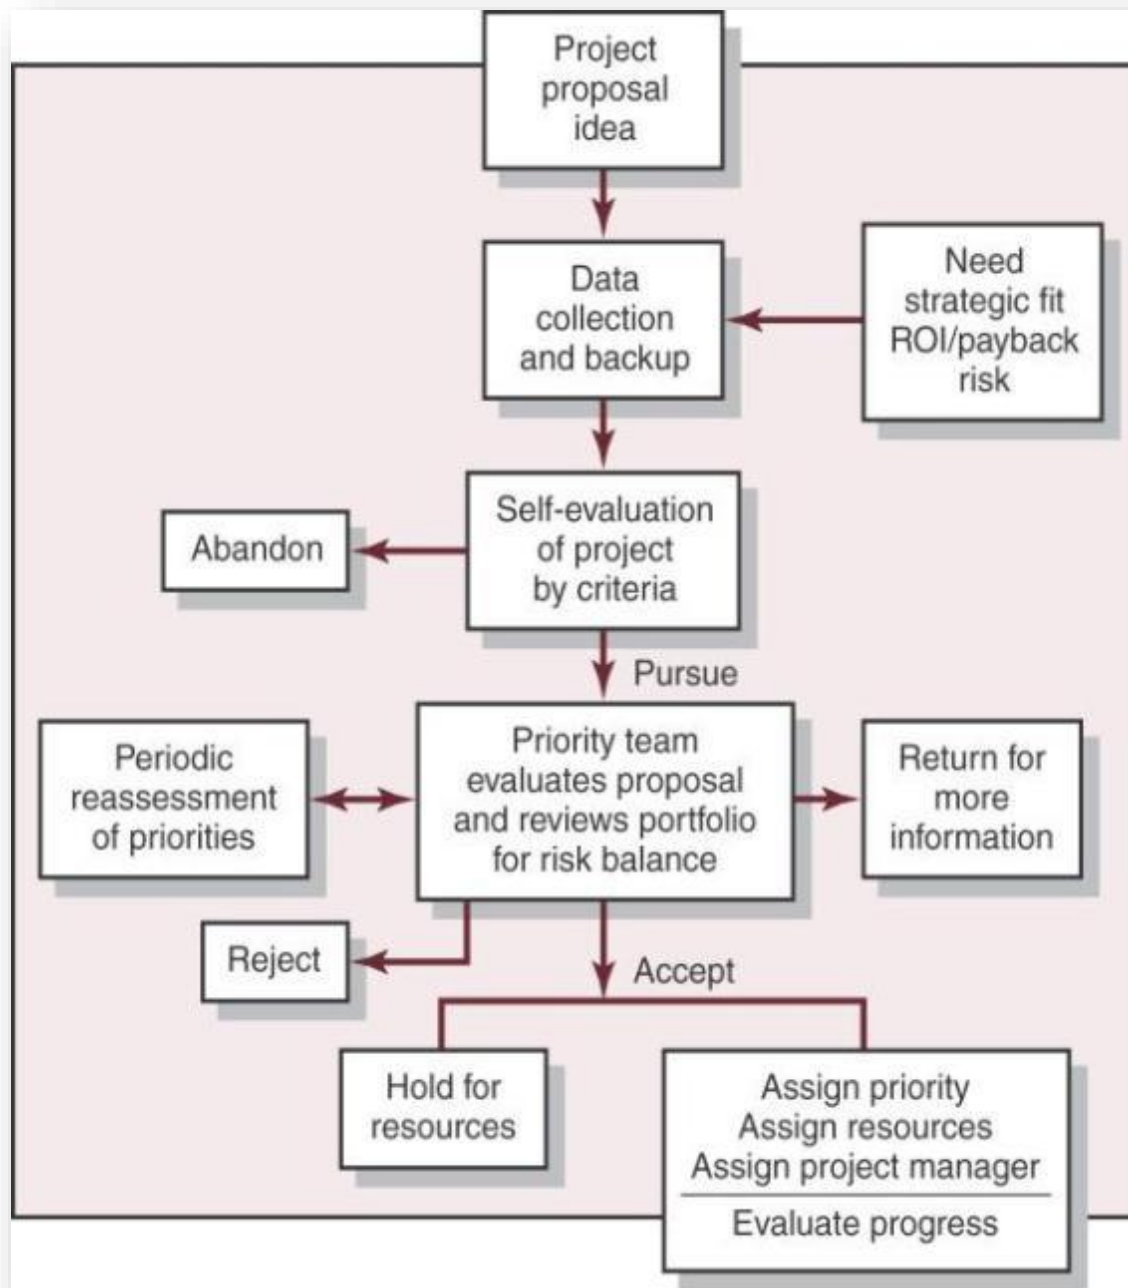 Project
proposal
idea
Data
collection
and backup
Need
strategic fit
ROI/payback
risk
Self-evaluation
of project
by criteria
Abandon
Pursue
Periodic
reassessment
of priorities
Priority team
evaluates proposal
and reviews portfolio
for risk balance
Return for
more
information
Reject
Accept
Hold for
resources
Assign priority
Assign resources
Assign project manager
Evaluate progress